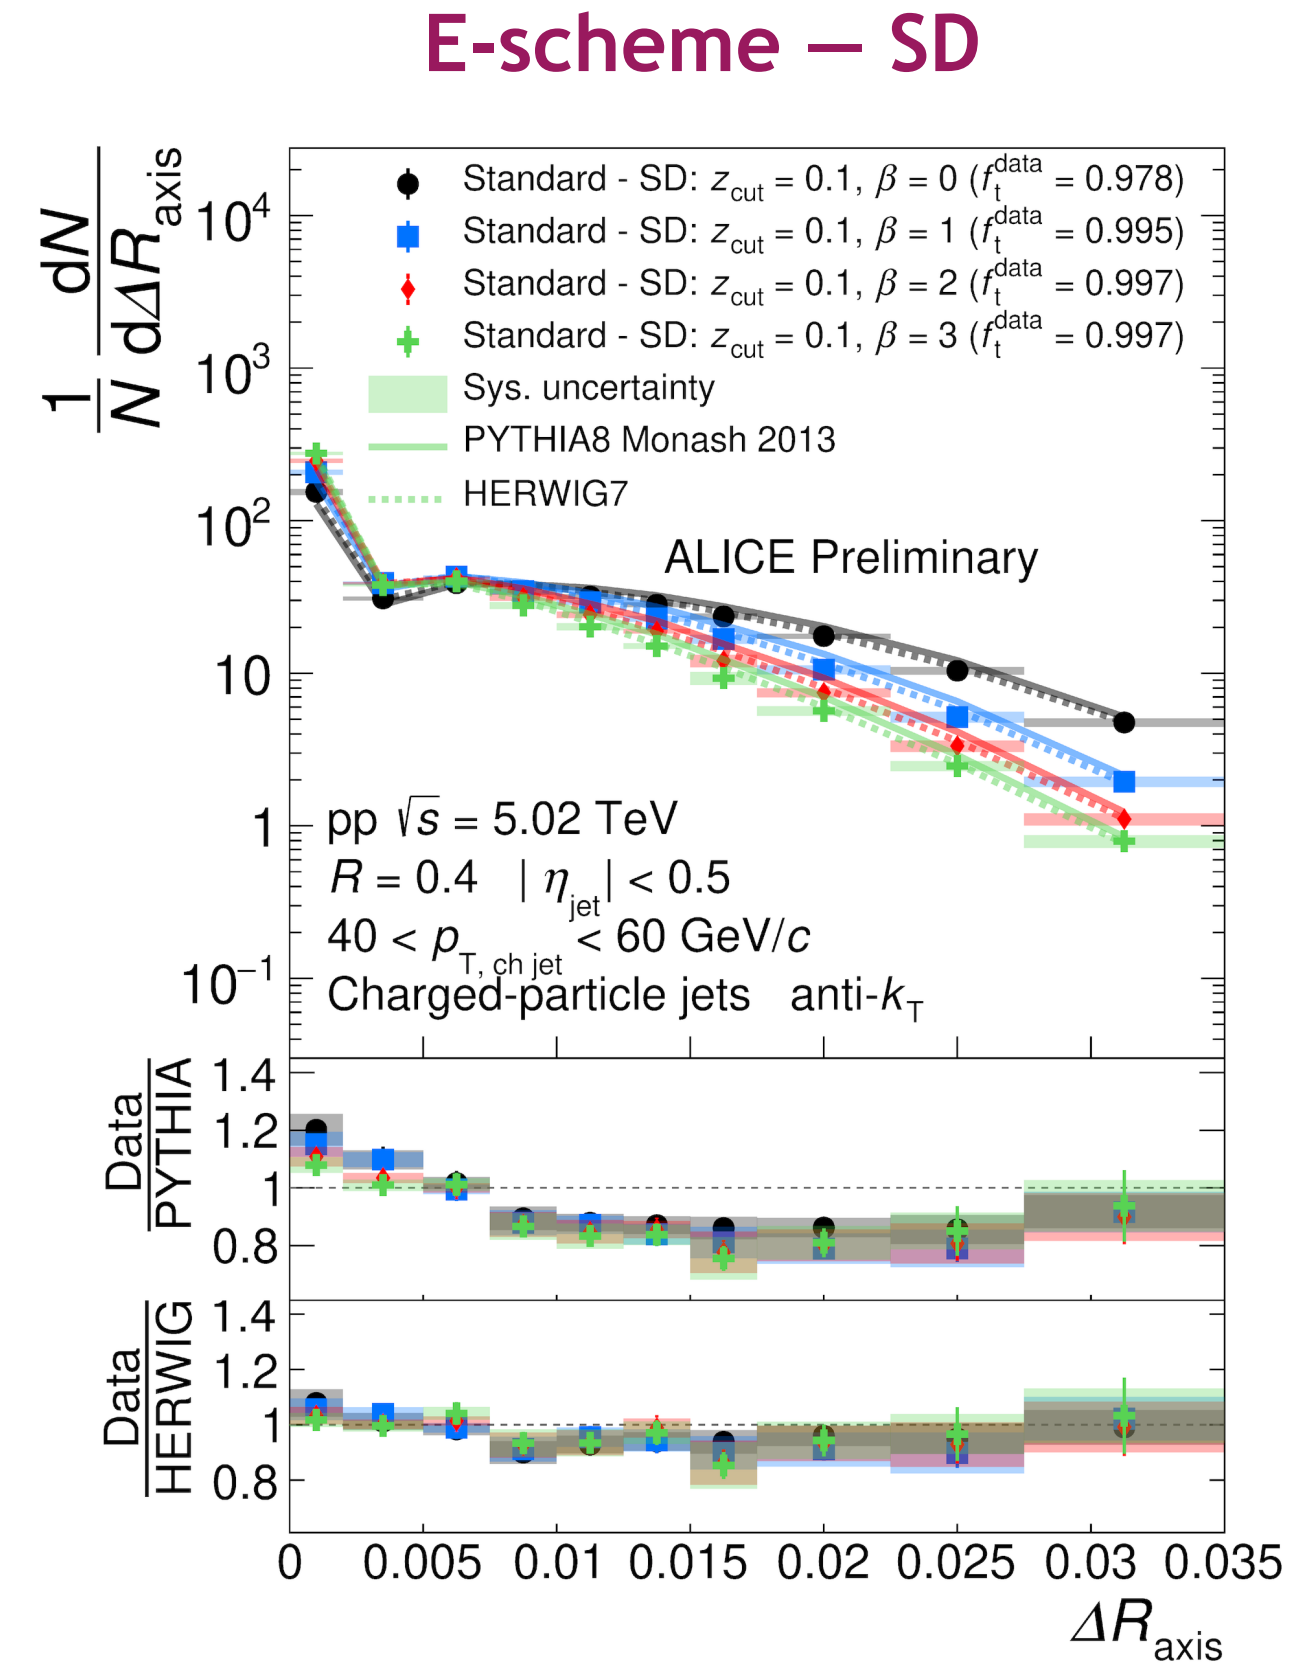 E-scheme — SD
1/N dN/dΔR_axis
Standard - SD: z_cut = 0.1, β = 0 (f_t^data = 0.978)
Standard - SD: z_cut = 0.1, β = 1 (f_t^data = 0.995)
Standard - SD: z_cut = 0.1, β = 2 (f_t^data = 0.997)
Standard - SD: z_cut = 0.1, β = 3 (f_t^data = 0.997)
Sys. uncertainty
PYTHIA8 Monash 2013
HERWIG7
ALICE Preliminary
10^4
10^3
10^2
10
1
10^−1
pp √s = 5.02 TeV
R = 0.4 | η_jet | < 0.5
40 < p_T, ch jet < 60 GeV/c
Charged-particle jets anti-k_T
Data
PYTHIA
1.4
1.2
1
0.8
Data
HERWIG
1.4
1.2
1
0.8
0 0.005 0.01 0.015 0.02 0.025 0.03 0.035
ΔR_axis